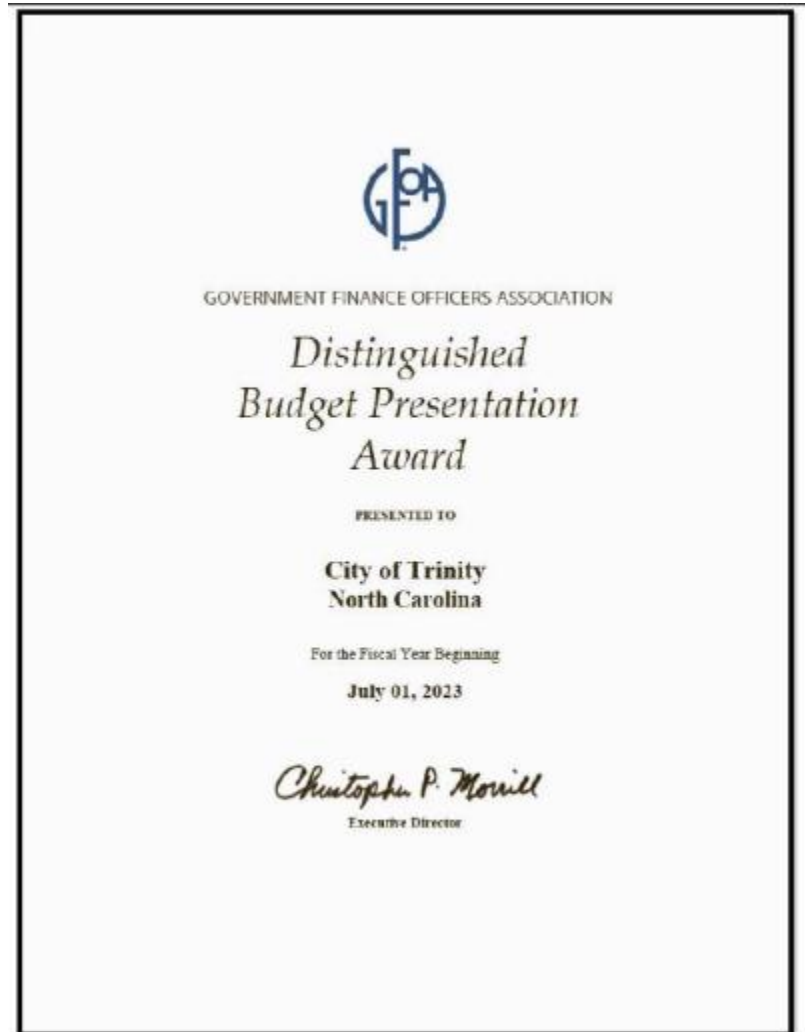 GFOA
GOVERNMENT FINANCE OFFICERS ASSOCIATION
Distinguished
Budget Presentation
Award
PRESENTED TO
City of Trinity
North Carolina
For the Fiscal Year Beginning
July 01, 2023
Christopher P. Morrill
Executive Director